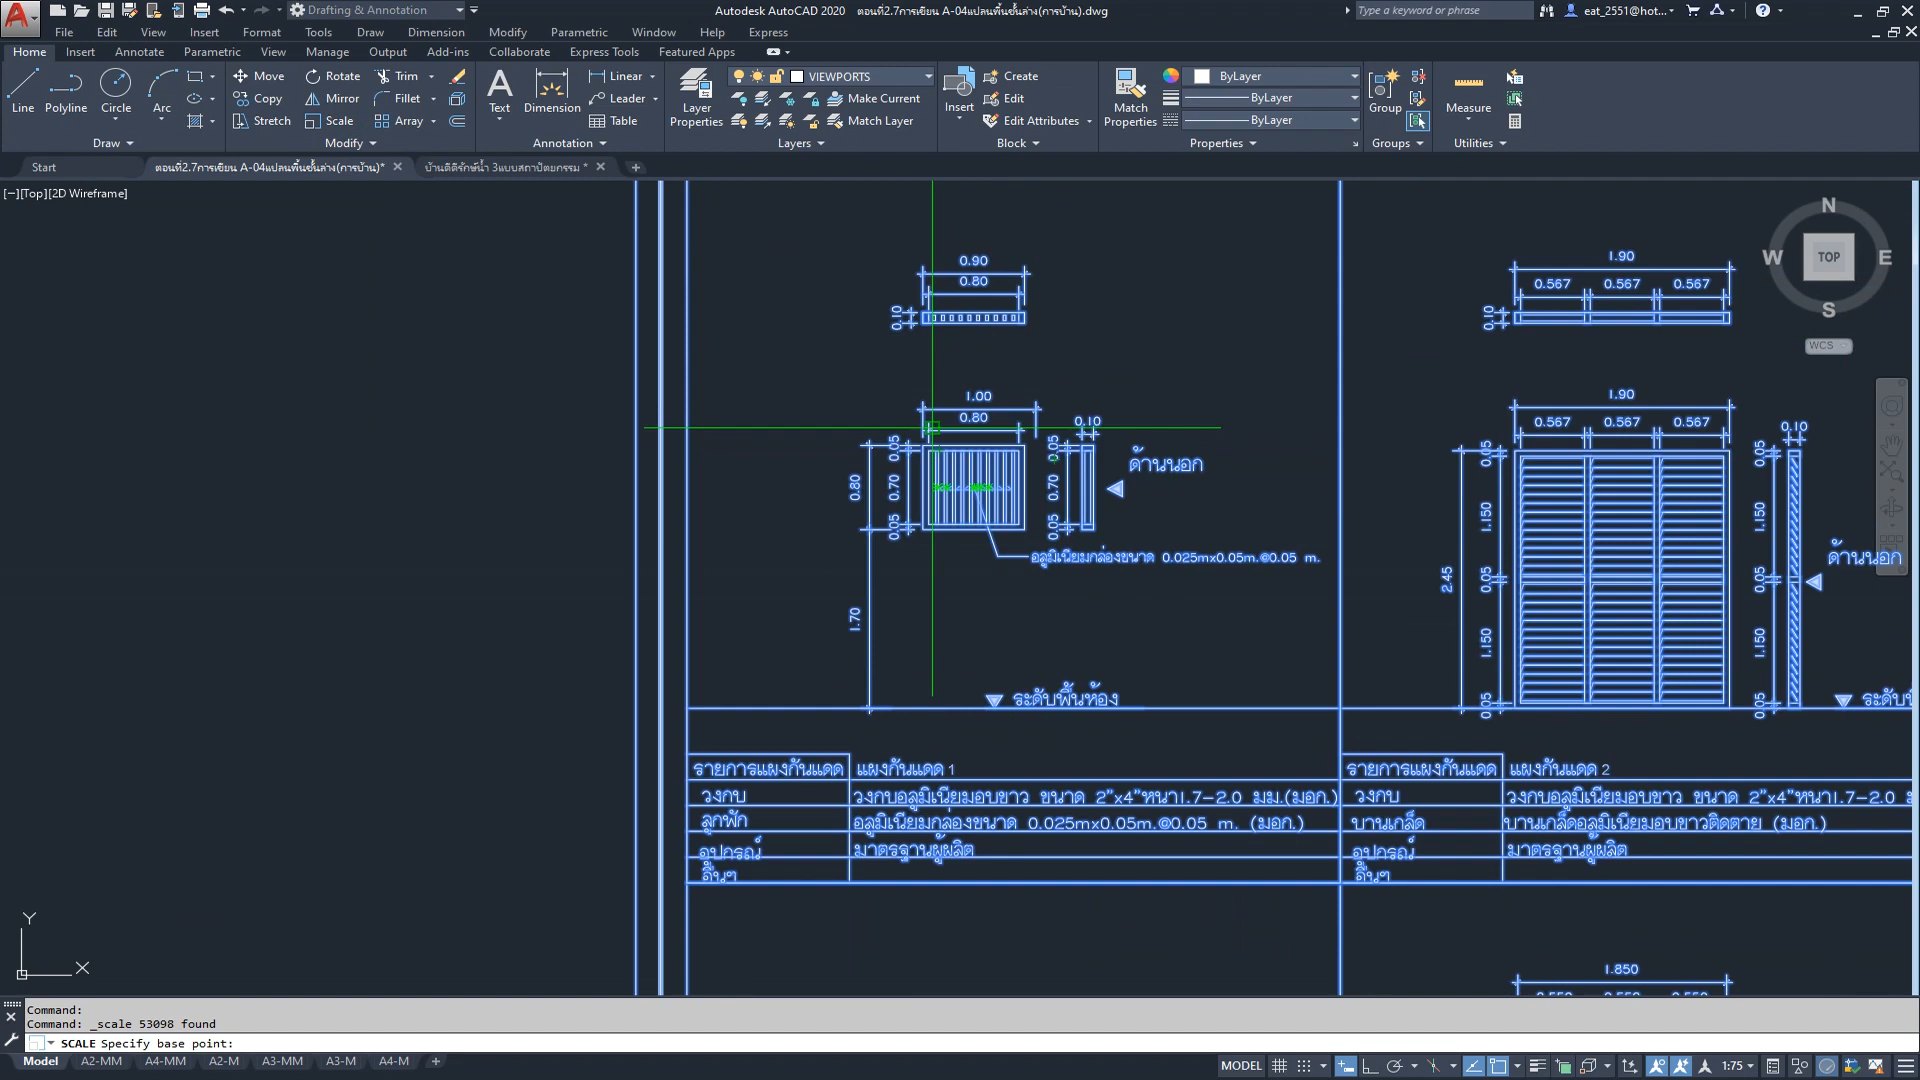 Drafting & Annotation
Autodesk AutoCAD 2020 ตอนที่2.7การเขียน A-04แปลนพื้นชั้นล่าง(การบ้าน).dwg
Type a keyword or phrase
eat_2551@hot...
File Edit View Insert Format Tools Draw Dimension Modify Parametric Window Help Express
Home Insert Annotate Parametric View Manage Output Add-ins Collaborate Express Tools Featured Apps
Line Polyline Circle Arc
Move Rotate Trim
Copy Mirror Fillet
Stretch Scale Array
Text Dimension
Linear
Leader
Table
Layer Properties
VIEWPORTS
Make Current
Match Layer
Insert
Create
Edit
Edit Attributes
Match Properties
ByLayer
ByLayer
ByLayer
Group
Measure
Draw Modify Annotation Layers Block Properties Groups Utilities
Start
ตอนที่2.7การเขียน A-04แปลนพื้นชั้นล่าง(การบ้าน)*
บ้านดีดีรักษ์น้ำ 3แบบสถาปัตยกรรม *
[−][Top][2D Wireframe]
N
W TOP E
S
WCS
0.90
0.80
0.10
1.00
0.80
0.10
0.05
0.80 0.70
0.05
1.70
0.05
0.70
0.05
ด้านนอก
อลูมิเนียมกล่องขนาด 0.025mx0.05m.@0.05 m.
ระดับพื้นห้อง
1.90
0.567 0.567 0.567
0.10
1.90
0.567 0.567 0.567
0.10
0.05
1.150
2.45 0.05
1.150
0.05
0.05
1.150
0.05
1.150
0.05
ด้านนอก
รายการแผงกันแดด แผงกันแดด 1
วงกบ วงกบอลูมิเนียมอบขาว ขนาด 2”x4”หนา1.7-2.0 มม.(มอก.)
ลูกฟัก อลูมิเนียมกล่องขนาด 0.025mx0.05m.@0.05 m. (มอก.)
อุปกรณ์ มาตรฐานผู้ผลิต
อื่นๆ
รายการแผงกันแดด แผงกันแดด 2
วงกบ วงกบอลูมิเนียมอบขาว ขนาด 2”x4”หนา1.7-2.0
บานเกล็ด บานเกล็ดอลูมิเนียมอบขาวติดตาย (มอก.)
อุปกรณ์ มาตรฐานผู้ผลิต
อื่นๆ
1.850
Y
X
Command:
Command: _scale 53098 found
SCALE Specify base point:
Model A2-MM A4-MM A2-M A3-MM A3-M A4-M
MODEL
1:75